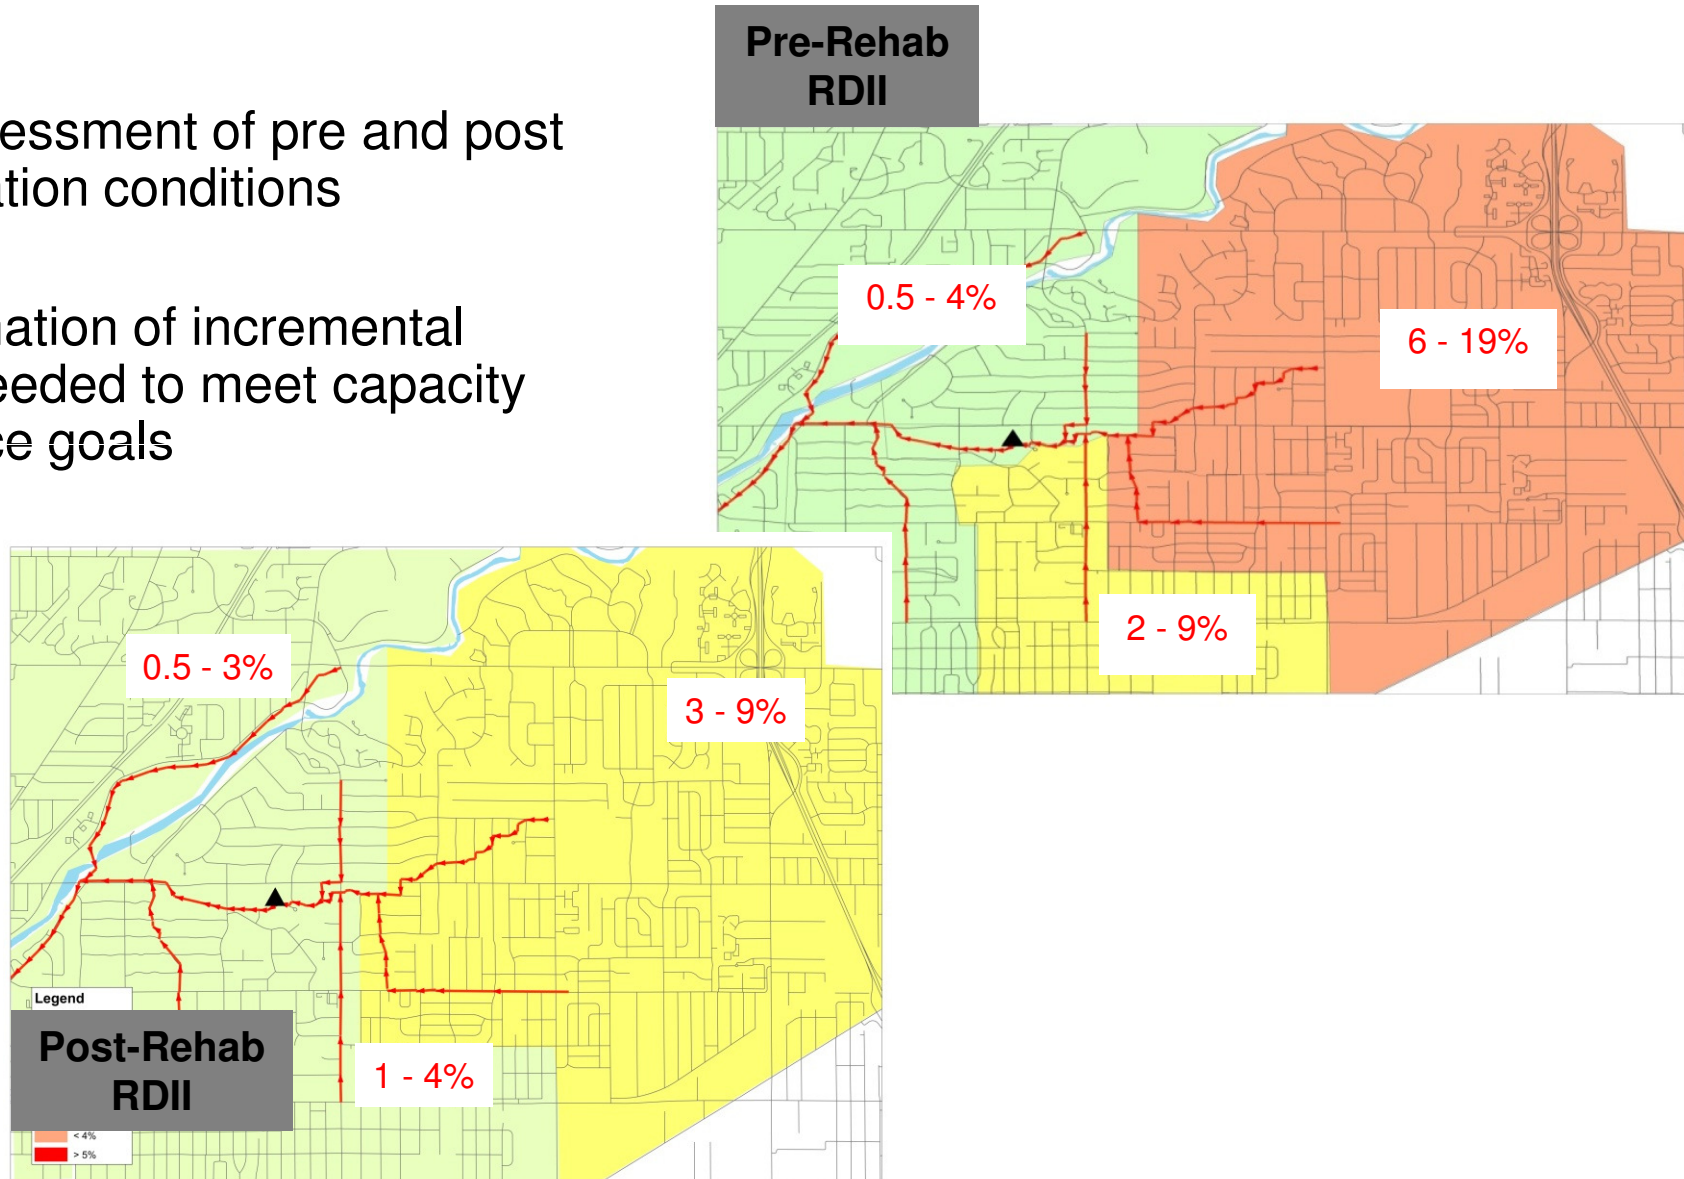 Pre-Rehab
RDII
essment of pre and post
ation conditions
nation of incremental
eeded to meet capacity
ce goals
0.5 - 4%
6 - 19%
2 - 9%
0.5 - 3%
3 - 9%
1 - 4%
Legend
Post-Rehab
RDII
< 4%
> 5%